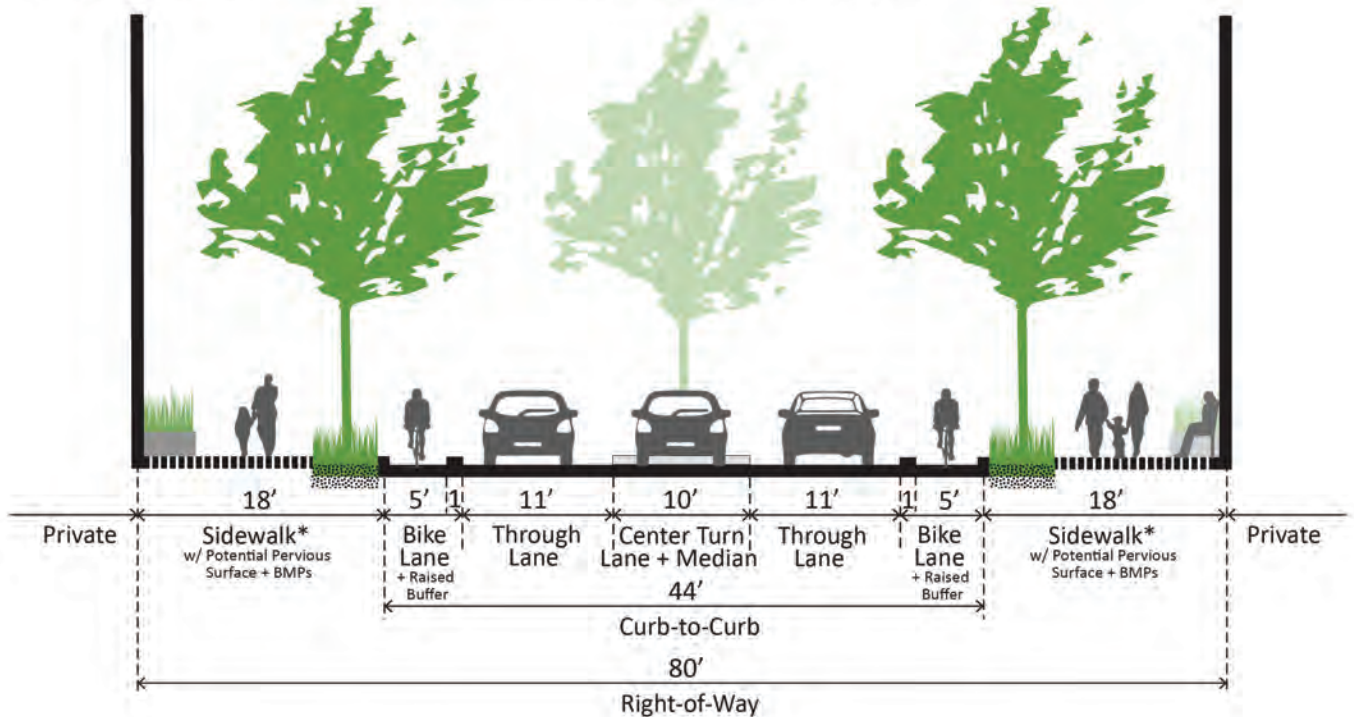 18’ 5’ 1’ 11’ 10’ 11’ 1’ 5’ 18’
Private Sidewalk* Bike Through Center Turn Through Bike Sidewalk* Private
w/ Potential Pervious Lane Lane Lane + Median Lane Lane w/ Potential Pervious
Surface + BMPs + Raised + Raised Surface + BMPs
Buffer Buffer
44’
Curb-to-Curb
80’
Right-of-Way